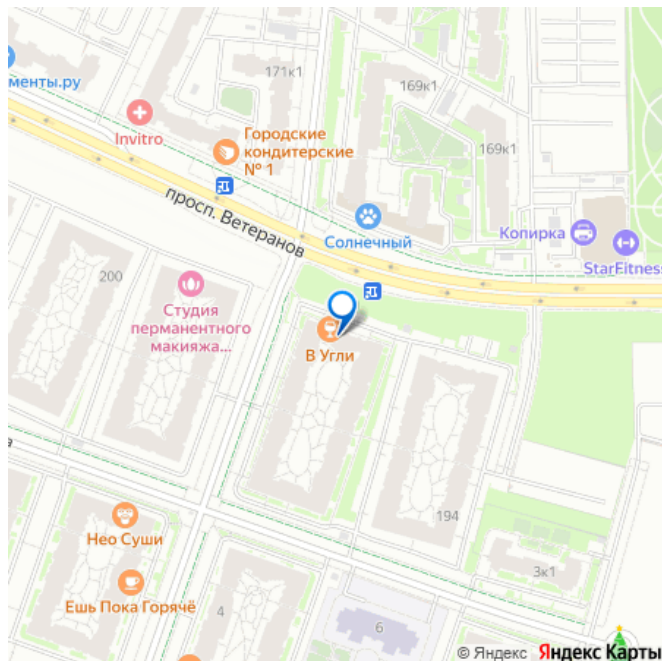 171к1
169к1
менты.ру
Invitro
Городские
кондитерские
№ 1
169к1
просп. Ветеранов
Солнечный
Копирка
StarFitness
200
Студия
перманентного
макияжа...
В Угли
а
194
Нео Суши
3к1
Ешь Пока Горячё
4
6
© Яндекс Яндекс Карты